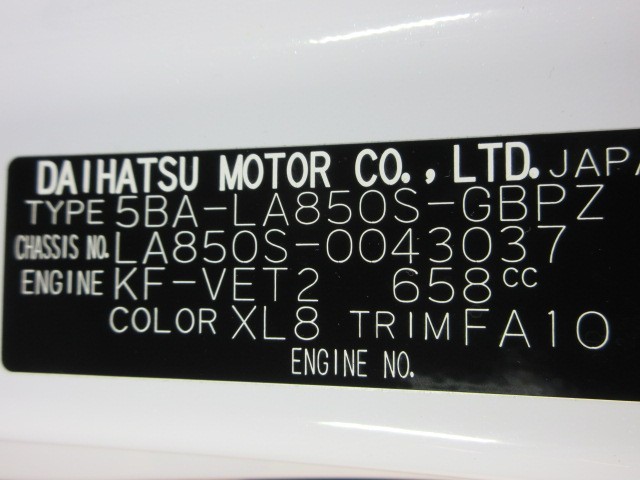 DAIHATSU MOTOR CO., LTD. JAPA
TYPE 5BA-LA850S-GBPZ
CHASSIS NO. LA850S-0043037
ENGINE KF-VET2 658cc
COLOR XL8 TRIM FA10
ENGINE NO.